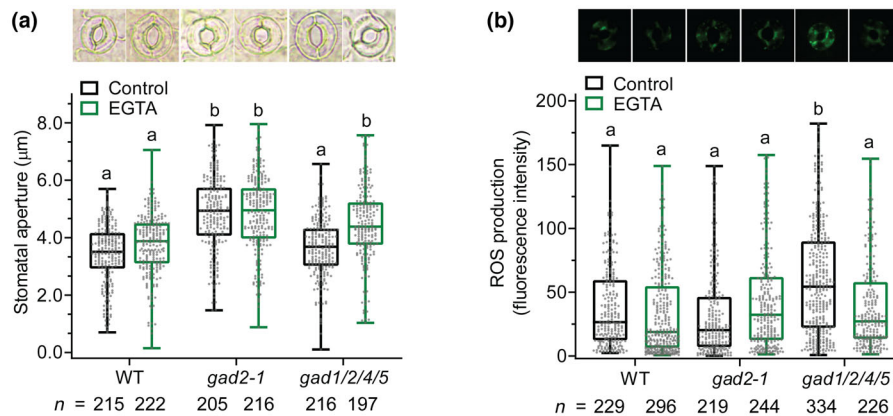 (a)
Control
EGTA
Stomatal aperture (μm)
8.0
6.0
4.0
2.0
0.0
a
a
b
b
a
b
WT
gad2-1
gad1/2/4/5
n = 215 222 205 216 216 197
(b)
Control
EGTA
ROS production
(fluorescence intensity)
200
150
100
50
0
a
a
a
a
b
a
WT
gad2-1
gad1/2/4/5
n = 229 296 219 244 334 226